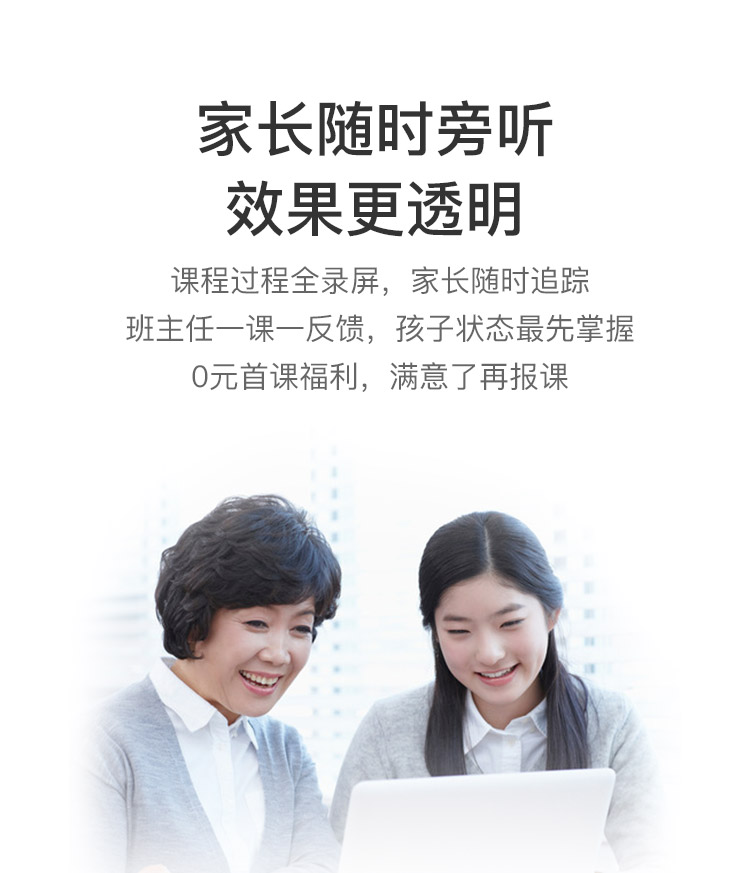 家长随时旁听
效果更透明
课程过程全录屏，家长随时追踪
班主任一课一反馈，孩子状态最先掌握
0元首课福利，满意了再报课